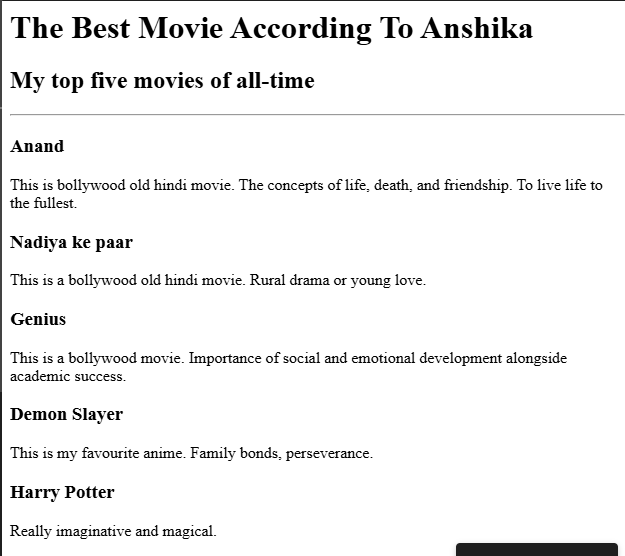 The Best Movie According To Anshika
My top five movies of all-time
Anand
This is bollywood old hindi movie. The concepts of life, death, and friendship. To live life to
the fullest.
Nadiya ke paar
This is a bollywood old hindi movie. Rural drama or young love.
Genius
This is a bollywood movie. Importance of social and emotional development alongside
academic success.
Demon Slayer
This is my favourite anime. Family bonds, perseverance.
Harry Potter
Really imaginative and magical.